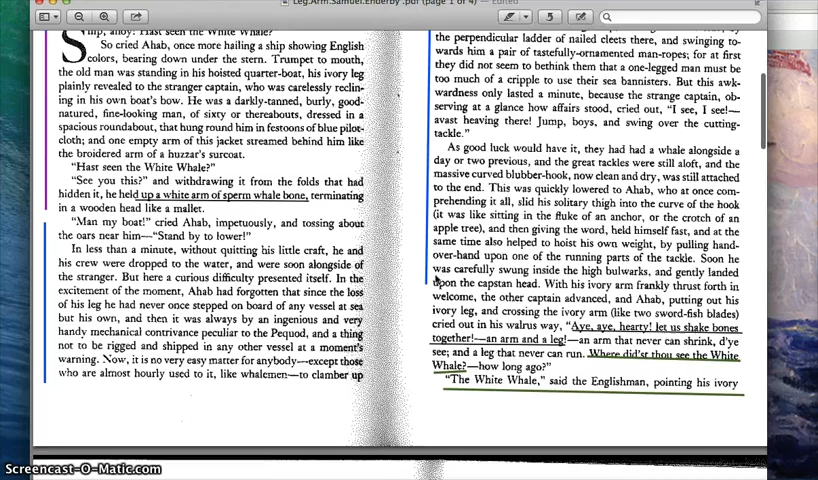 Leg.Arm.Samuel.Enderby .pdf (page 1 of 4) — Edited
5
Ship, ahoy! Hast seen the White Whale?"
So cried Ahab, once more hailing a ship showing English
colors, bearing down under the stern. Trumpet to mouth,
the old man was standing in his hoisted quarter-boat, his ivory leg
plainly revealed to the stranger captain, who was carelessly reclin-
ing in his own boat's bow. He was a darkly-tanned, burly, good-
natured, fine-looking man, of sixty or thereabouts, dressed in a
spacious roundabout, that hung round him in festoons of blue pilot-
cloth; and one empty arm of this jacket streamed behind him like
the broidered arm of a huzzar's surcoat.
"Hast seen the White Whale?"
"See you this?" and withdrawing it from the folds that had
hidden it, he held up a white arm of sperm whale bone, terminating
in a wooden head like a mallet.
"Man my boat!" cried Ahab, impetuously, and tossing about
the oars near him—"Stand by to lower!"
In less than a minute, without quitting his little craft, he and
his crew were dropped to the water, and were soon alongside of
the stranger. But here a curious difficulty presented itself. In the
excitement of the moment, Ahab had forgotten that since the loss
of his leg he had never once stepped on board of any vessel at sea
but his own, and then it was always by an ingenious and very
handy mechanical contrivance peculiar to the Pequod, and a thing
not to be rigged and shipped in any other vessel at a moment's
warning. Now, it is no very easy matter for anybody—except those
who are almost hourly used to it, like whalemen—to clamber up
the perpendicular ladder of nailed cleets there, and swinging to-
wards him a pair of tastefully-ornamented man-ropes; for at first
they did not seem to bethink them that a one-legged man must be
too much of a cripple to use their sea bannisters. But this awk-
wardness only lasted a minute, because the strange captain, ob-
serving at a glance how affairs stood, cried out, "I see, I see!—
avast heaving there! Jump, boys, and swing over the cutting-
tackle."
As good luck would have it, they had had a whale alongside a
day or two previous, and the great tackles were still aloft, and the
massive curved blubber-hook, now clean and dry, was still attached
to the end. This was quickly lowered to Ahab, who at once com-
prehending it all, slid his solitary thigh into the curve of the hook
(it was like sitting in the fluke of an anchor, or the crotch of an
apple tree), and then giving the word, held himself fast, and at the
same time also helped to hoist his own weight, by pulling hand-
over-hand upon one of the running parts of the tackle. Soon he
was carefully swung inside the high bulwarks, and gently landed
upon the capstan head. With his ivory arm frankly thrust forth in
welcome, the other captain advanced, and Ahab, putting out his
ivory leg, and crossing the ivory arm (like two sword-fish blades)
cried out in his walrus way, "Aye, aye, hearty! let us shake bones
together!—an arm and a leg!—an arm that never can shrink, d'ye
see; and a leg that never can run. Where did'st thou see the White
Whale?—how long ago?"
"The White Whale," said the Englishman, pointing his ivory
Screencast-O-Matic.com